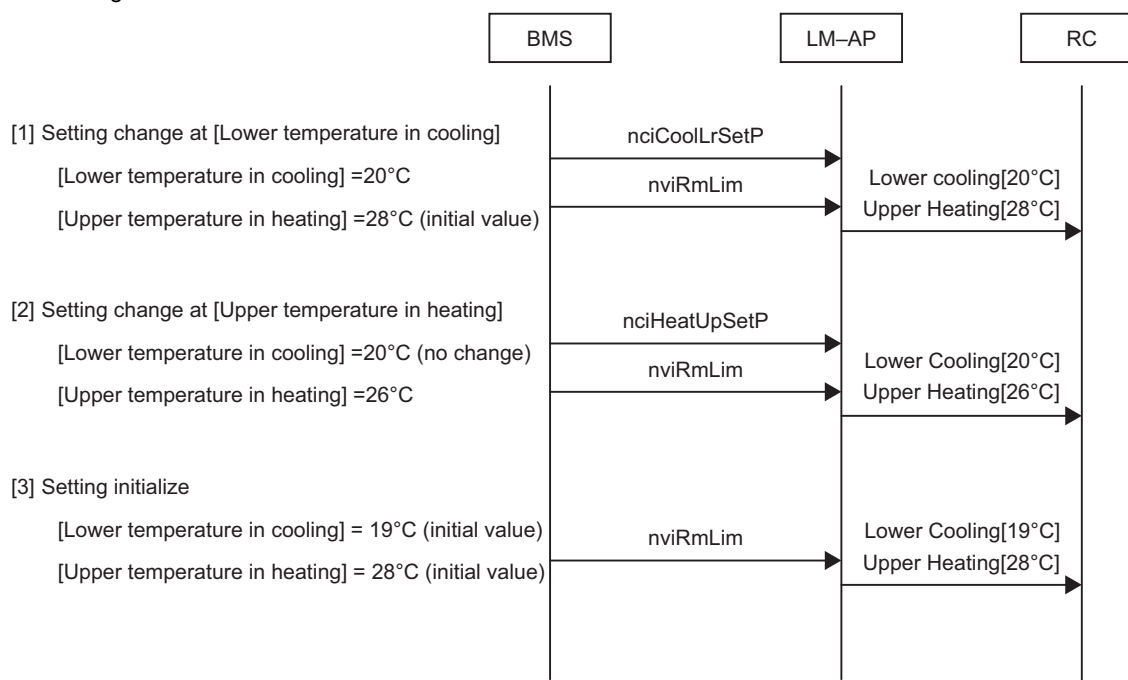 BMS
LM–AP
RC
[1] Setting change at [Lower temperature in cooling]
nciCoolLrSetP
[Lower temperature in cooling] =20°C
nviRmLim
Lower cooling[20°C]
[Upper temperature in heating] =28°C (initial value)
Upper Heating[28°C]
[2] Setting change at [Upper temperature in heating]
nciHeatUpSetP
[Lower temperature in cooling] =20°C (no change)
nviRmLim
Lower Cooling[20°C]
[Upper temperature in heating] =26°C
Upper Heating[26°C]
[3] Setting initialize
[Lower temperature in cooling] = 19°C (initial value)
nviRmLim
Lower Cooling[19°C]
[Upper temperature in heating] = 28°C (initial value)
Upper Heating[28°C]